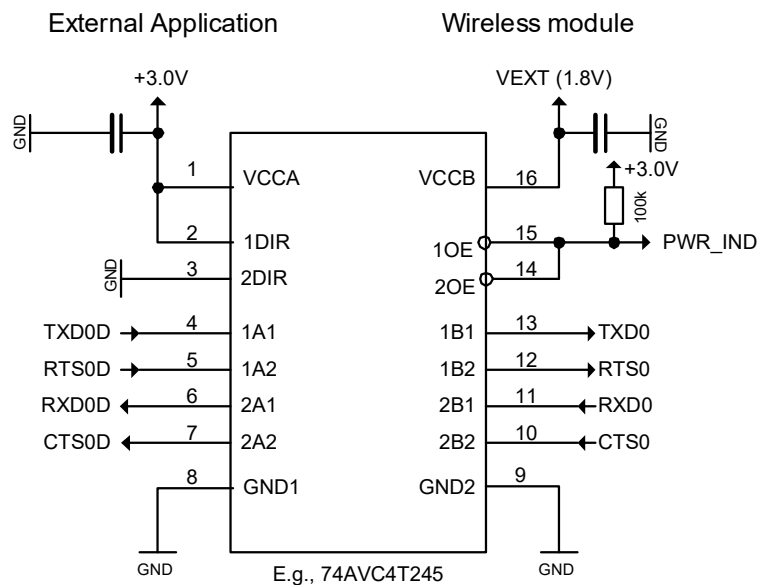 External Application Wireless module
+3.0V VEXT (1.8V)
GND GND
+3.0V
1 VCCA VCCB 16
100k
2 1DIR 1OE 15 PWR_IND
GND 3 2DIR 2OE 14
TXD0D 4 1A1 1B1 13 TXD0
RTS0D 5 1A2 1B2 12 RTS0
RXD0D 6 2A1 2B1 11 RXD0
CTS0D 7 2A2 2B2 10 CTS0
8 GND1 GND2 9
GND GND
E.g., 74AVC4T245